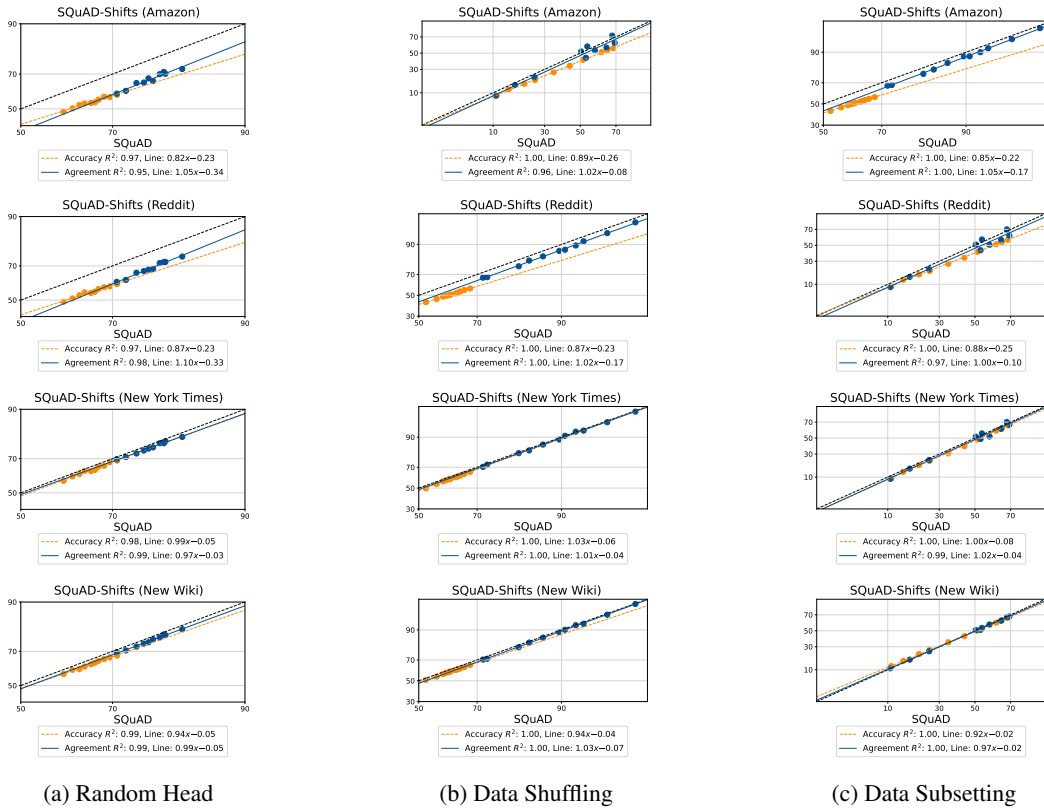 SQuAD-Shifts (Amazon)
90
70
50
50 70 90
SQuAD
Accuracy R²: 0.97, Line: 0.82x−0.23
Agreement R²: 0.95, Line: 1.05x−0.34
SQuAD-Shifts (Amazon)
70
50
30
10
10 30 50 70
SQuAD
Accuracy R²: 1.00, Line: 0.89x−0.26
Agreement R²: 0.96, Line: 1.02x−0.08
SQuAD-Shifts (Amazon)
90
70
50
30
50 70 90
SQuAD
Accuracy R²: 1.00, Line: 0.85x−0.22
Agreement R²: 1.00, Line: 1.05x−0.17
SQuAD-Shifts (Reddit)
90
70
50
50 70 90
SQuAD
Accuracy R²: 0.97, Line: 0.87x−0.23
Agreement R²: 0.98, Line: 1.10x−0.33
SQuAD-Shifts (Reddit)
90
70
50
30
50 70 90
SQuAD
Accuracy R²: 1.00, Line: 0.87x−0.23
Agreement R²: 1.00, Line: 1.02x−0.17
SQuAD-Shifts (Reddit)
70
50
30
10
10 30 50 70
SQuAD
Accuracy R²: 1.00, Line: 0.88x−0.25
Agreement R²: 0.97, Line: 1.00x−0.10
SQuAD-Shifts (New York Times)
90
70
50
50 70 90
SQuAD
Accuracy R²: 0.98, Line: 0.99x−0.05
Agreement R²: 0.99, Line: 0.97x−0.03
SQuAD-Shifts (New York Times)
90
70
50
30
50 70 90
SQuAD
Accuracy R²: 1.00, Line: 1.03x−0.06
Agreement R²: 1.00, Line: 1.01x−0.04
SQuAD-Shifts (New York Times)
70
50
30
10
10 30 50 70
SQuAD
Accuracy R²: 1.00, Line: 1.00x−0.08
Agreement R²: 0.99, Line: 1.02x−0.04
SQuAD-Shifts (New Wiki)
90
70
50
50 70 90
SQuAD
Accuracy R²: 0.99, Line: 0.94x−0.05
Agreement R²: 0.99, Line: 0.99x−0.05
SQuAD-Shifts (New Wiki)
90
70
50
30
50 70 90
SQuAD
Accuracy R²: 1.00, Line: 0.94x−0.04
Agreement R²: 1.00, Line: 1.03x−0.07
SQuAD-Shifts (New Wiki)
70
50
30
10
10 30 50 70
SQuAD
Accuracy R²: 1.00, Line: 0.92x−0.02
Agreement R²: 1.00, Line: 0.97x−0.02
(a) Random Head
(b) Data Shuffling
(c) Data Subsetting